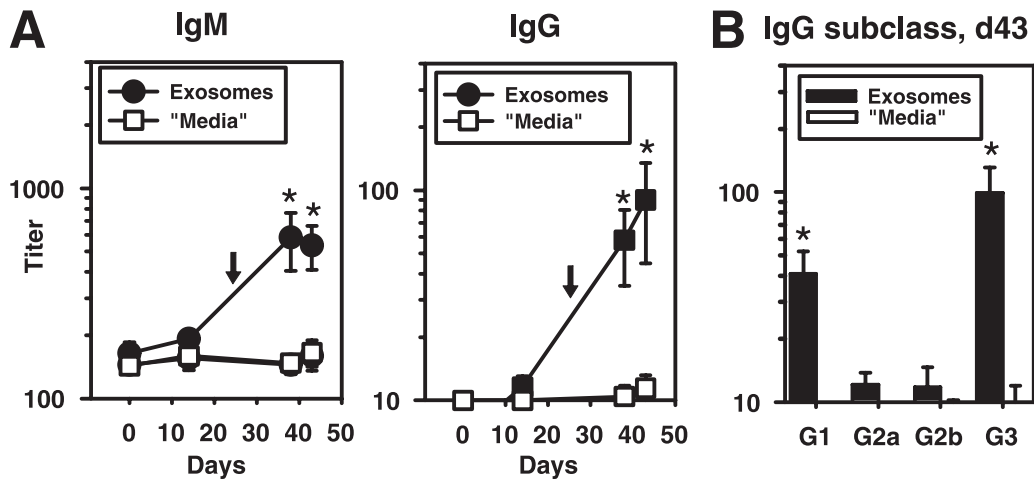 A
IgM
Exosomes
"Media"
1000
100
Titer
*
*
0 10 20 30 40 50
Days
IgG
Exosomes
"Media"
100
10
*
*
0 10 20 30 40 50
Days
B IgG subclass, d43
Exosomes
"Media"
100
10
*
*
G1 G2a G2b G3